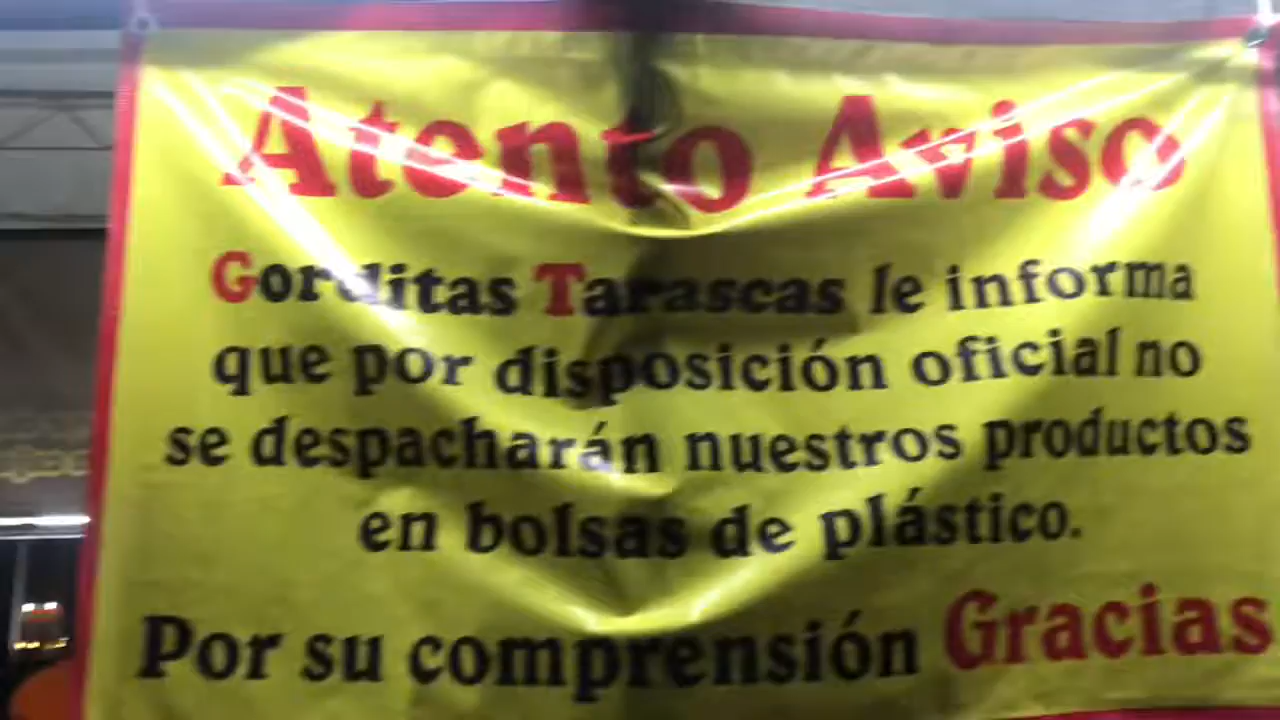 Atento Aviso
Gorditas Tarascas le informa
que por disposición oficial no
se despacharán nuestros productos
en bolsas de plástico.
Por su comprensión Gracias